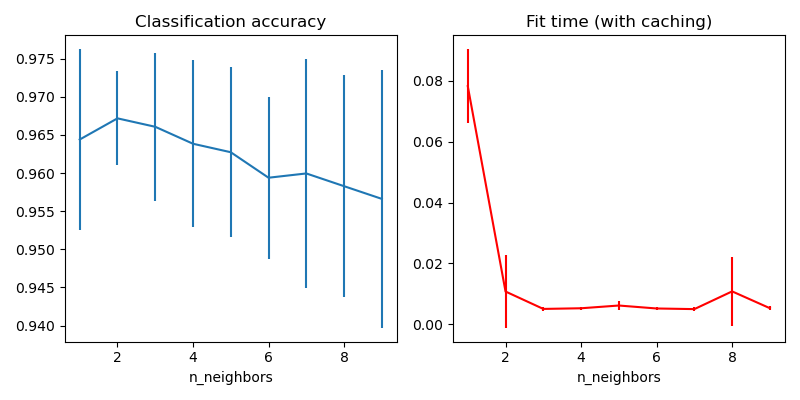 Classification accuracy
0.975
0.970
0.965
0.960
0.955
0.950
0.945
0.940
2 4 6 8
n_neighbors
Fit time (with caching)
0.08
0.06
0.04
0.02
0.00
2 4 6 8
n_neighbors